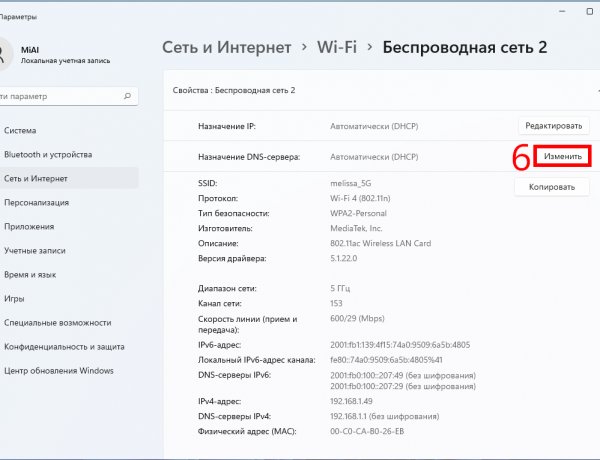 Параметры
MiAl
Локальная учетная запись
ти параметр
Система
Bluetooth и устройства
Сеть и Интернет
Персонализация
Приложения
Учетные записи
Время и язык
Игры
Специальные возможности
Конфиденциальность и защита
Центр обновления Windows
Сеть и Интернет > Wi-Fi > Беспроводная сеть 2
Свойства : Беспроводная сеть 2
Назначение IP: Автоматически (DHCP) Редактировать
Назначение DNS-сервера: Автоматически (DHCP) 6 Изменить
SSID: melissa_5G Копировать
Протокол: Wi-Fi 4 (802.11n)
Тип безопасности: WPA2-Personal
Изготовитель: MediaTek, Inc.
Описание: 802.11ac Wireless LAN Card
Версия драйвера: 5.1.22.0
Диапазон сети: 5 ГГц
Канал сети: 153
Скорость линии (прием и 600/29 (Mbps)
передача):
IPv6-адрес: 2001:fb1:139:4f15:74a0:9509:6a5b:4805
Локальный IPv6-адрес канала: fe80::74a0:9509:6a5b:4805%41
DNS-серверы IPv6: 2001:fb0:100::207:49 (без шифрования)
2001:fb0:100::207:29 (без шифрования)
IPv4-адрес: 192.168.1.49
DNS-серверы IPv4: 192.168.1.1 (без шифрования)
Физический адрес (MAC): 00-C0-CA-B0-26-EB